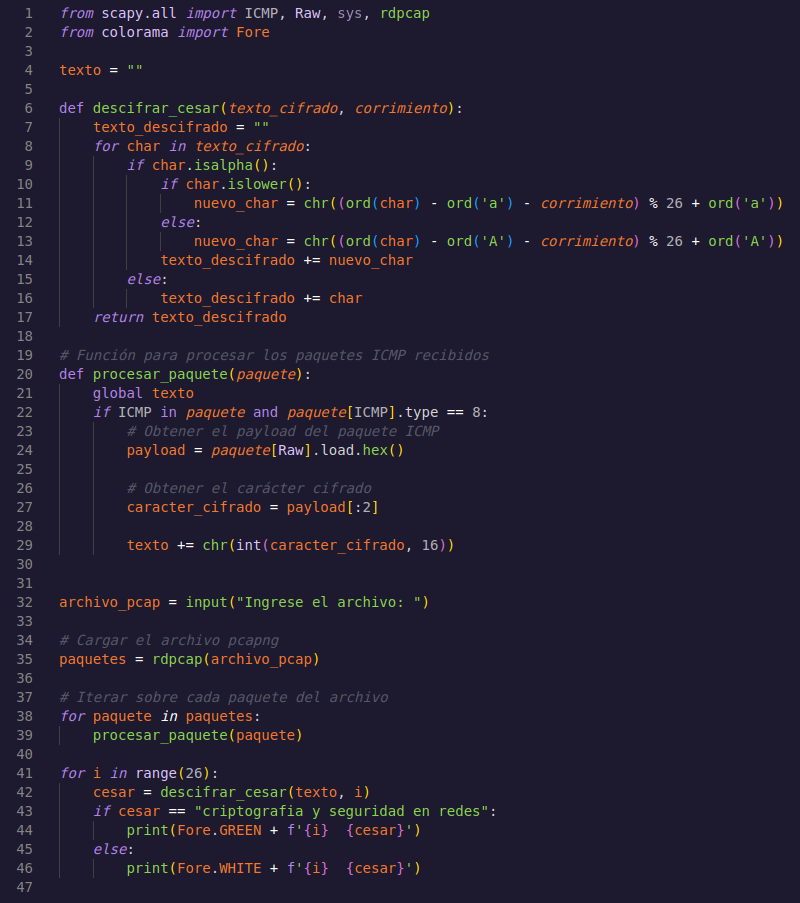 1 from scapy.all import ICMP, Raw, sys, rdpcap
2 from colorama import Fore
3
4 texto = ""
5
6 def descifrar_cesar(texto_cifrado, corrimiento):
7     texto_descifrado = ""
8     for char in texto_cifrado:
9         if char.isalpha():
10             if char.islower():
11                 nuevo_char = chr((ord(char) - ord('a') - corrimiento) % 26 + ord('a'))
12             else:
13                 nuevo_char = chr((ord(char) - ord('A') - corrimiento) % 26 + ord('A'))
14             texto_descifrado += nuevo_char
15         else:
16             texto_descifrado += char
17     return texto_descifrado
18
19 # Función para procesar los paquetes ICMP recibidos
20 def procesar_paquete(paquete):
21     global texto
22     if ICMP in paquete and paquete[ICMP].type == 8:
23         # Obtener el payload del paquete ICMP
24         payload = paquete[Raw].load.hex()
25
26         # Obtener el carácter cifrado
27         caracter_cifrado = payload[:2]
28
29         texto += chr(int(caracter_cifrado, 16))
30
31
32 archivo_pcap = input("Ingrese el archivo: ")
33
34 # Cargar el archivo pcapng
35 paquetes = rdpcap(archivo_pcap)
36
37 # Iterar sobre cada paquete del archivo
38 for paquete in paquetes:
39     procesar_paquete(paquete)
40
41 for i in range(26):
42     cesar = descifrar_cesar(texto, i)
43     if cesar == "criptografia y seguridad en redes":
44         print(Fore.GREEN + f'{i}  {cesar}')
45     else:
46         print(Fore.WHITE + f'{i}  {cesar}')
47